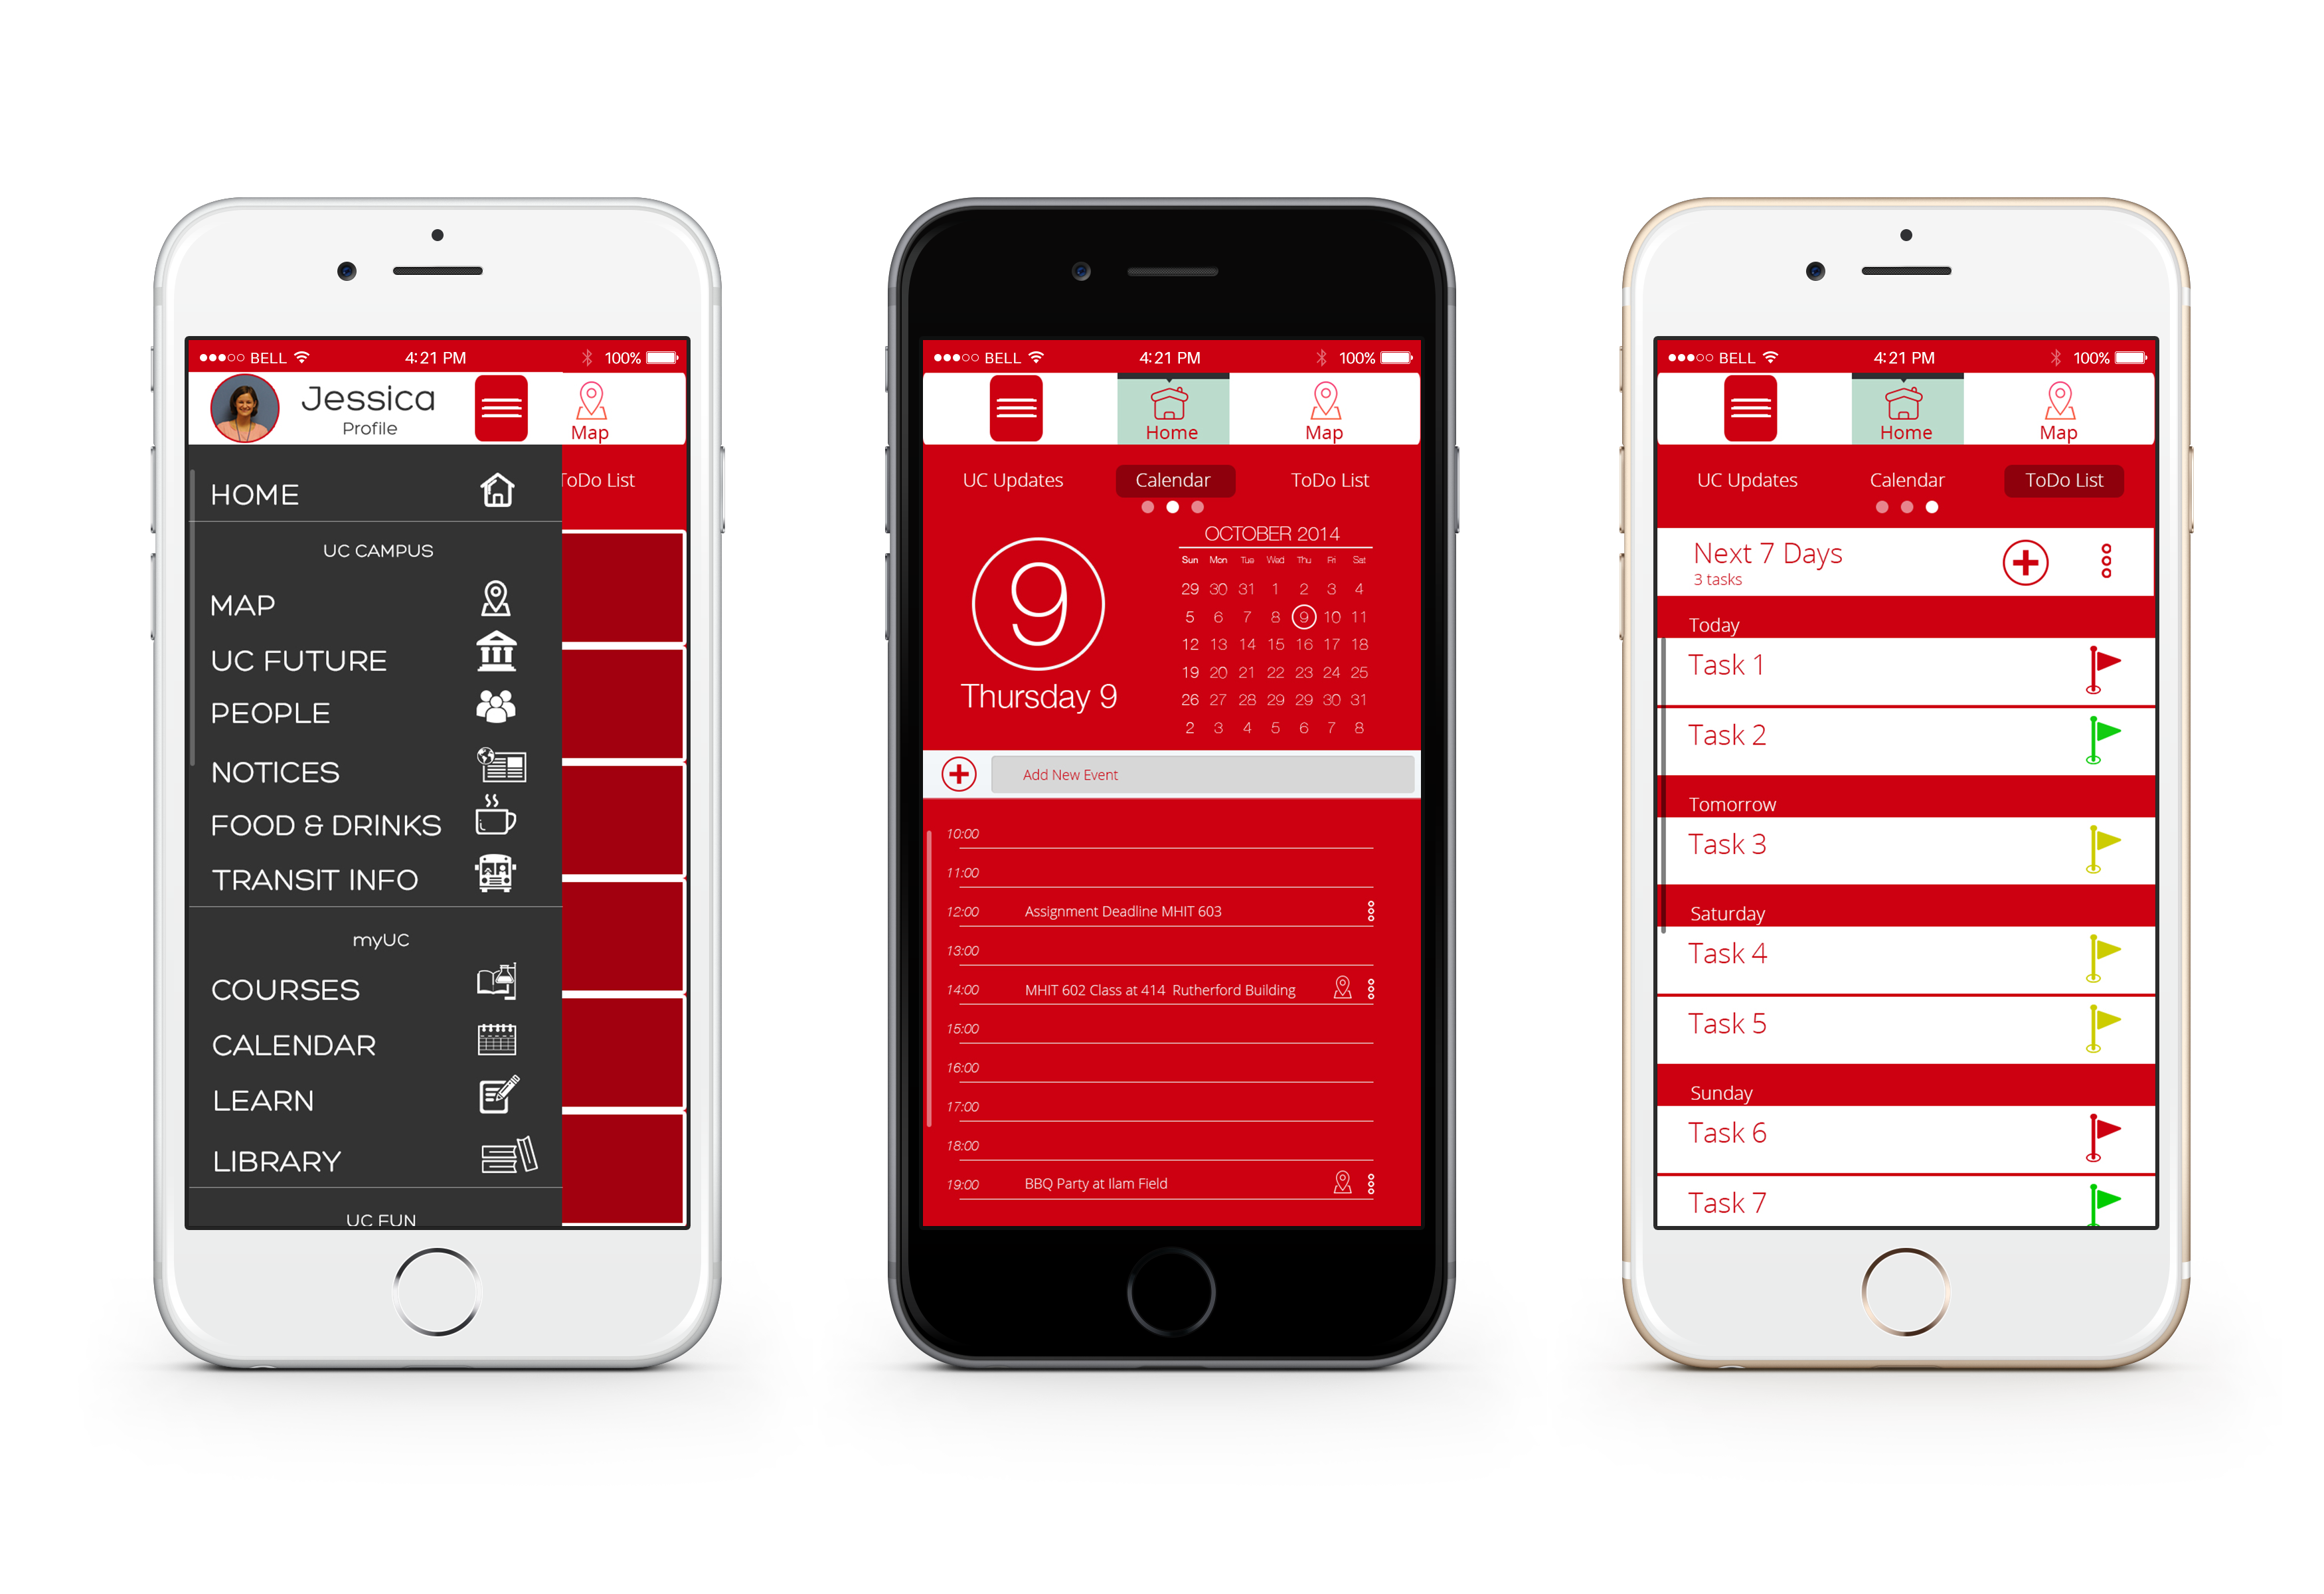 BELL 4:21 PM 100%
Jessica
Profile
Map
ToDo List
HOME
UC CAMPUS
MAP
UC FUTURE
PEOPLE
NOTICES
FOOD & DRINKS
TRANSIT INFO
myUC
COURSES
CALENDAR
LEARN
LIBRARY
UC FUN
BELL 4:21 PM 100%
Home Map
UC Updates Calendar ToDo List
OCTOBER 2014
Sun Mon Tue Wed Thu Fri Sat
29 30 31 1 2 3 4
5 6 7 8 9 10 11
12 13 14 15 16 17 18
19 20 21 22 23 24 25
26 27 28 29 29 30 31
2 3 4 5 6 7 8
9
Thursday 9
Add New Event
10:00
11:00
12:00 Assignment Deadline MHIT 603
13:00
14:00 MHIT 602 Class at 414 Rutherford Building
15:00
16:00
17:00
18:00
19:00 BBQ Party at Ilam Field
BELL 4:21 PM 100%
Home Map
UC Updates Calendar ToDo List
Next 7 Days
3 tasks
Today
Task 1
Task 2
Tomorrow
Task 3
Saturday
Task 4
Task 5
Sunday
Task 6
Task 7